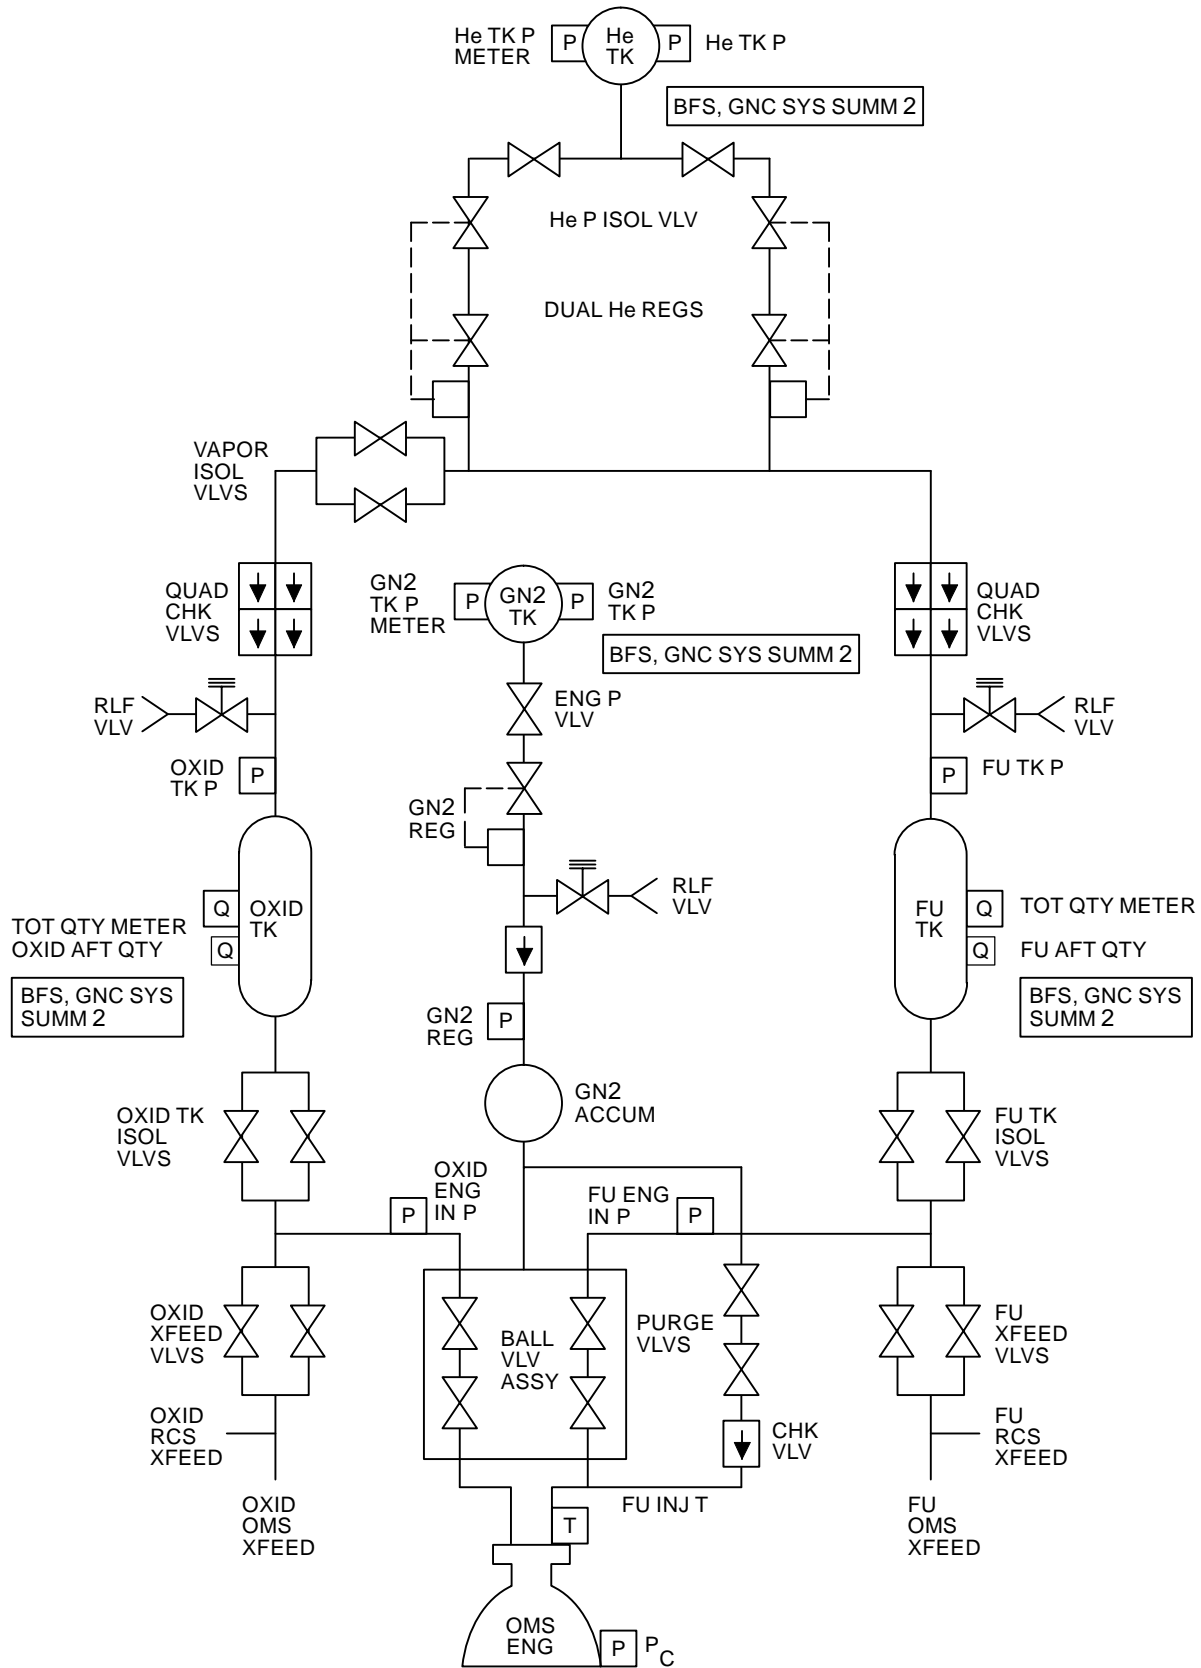 He TK P
METER
P
He
TK
P
He TK P
BFS, GNC SYS SUMM 2
He P ISOL VLV
DUAL He REGS
VAPOR
ISOL
VLVS
QUAD
CHK
VLVS
GN2
TK P
METER
P
GN2
TK
P
GN2
TK P
BFS, GNC SYS SUMM 2
QUAD
CHK
VLVS
RLF
VLV
ENG P
VLV
RLF
VLV
OXID
TK P
P
P
FU TK P
GN2
REG
RLF
VLV
TOT QTY METER
OXID AFT QTY
Q
Q
OXID
TK
BFS, GNC SYS
SUMM 2
FU
TK
Q
Q
TOT QTY METER
FU AFT QTY
BFS, GNC SYS
SUMM 2
GN2
REG
P
GN2
ACCUM
OXID TK
ISOL
VLVS
FU TK
ISOL
VLVS
P
OXID
ENG
IN P
FU ENG
IN P
P
OXID
XFEED
VLVS
BALL
VLV
ASSY
PURGE
VLVS
FU
XFEED
VLVS
OXID
RCS
XFEED
CHK
VLV
FU
RCS
XFEED
OXID
OMS
XFEED
FU INJ T
T
FU
OMS
XFEED
OMS
ENG
P
PC